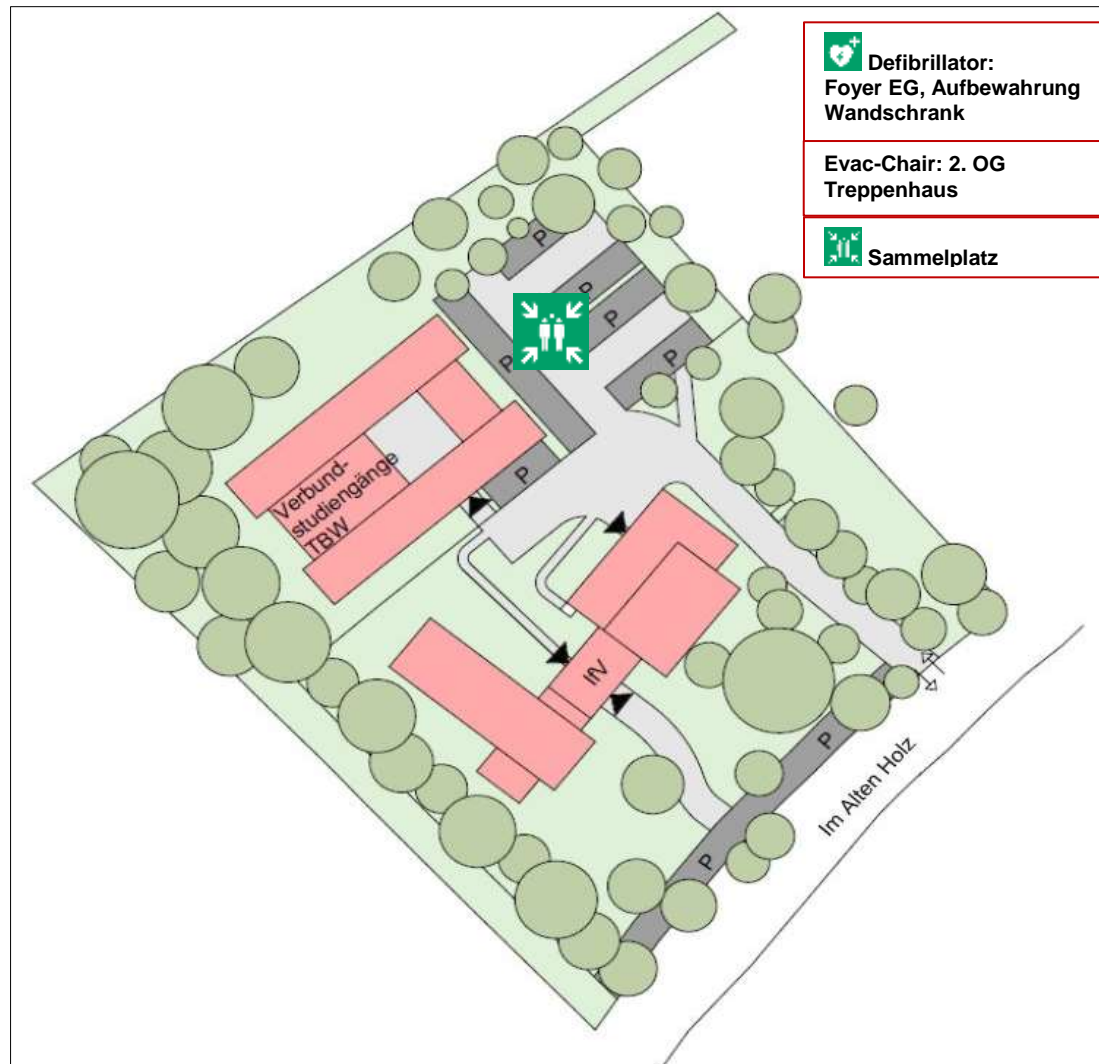 Defibrillator:
Foyer EG, Aufbewahrung
Wandschrank
Evac-Chair: 2. OG
Treppenhaus
Sammelplatz
P
P
P
P
P
P
Verbund-
studiengänge
TBW
IfV
P
P
Im Alten Holz